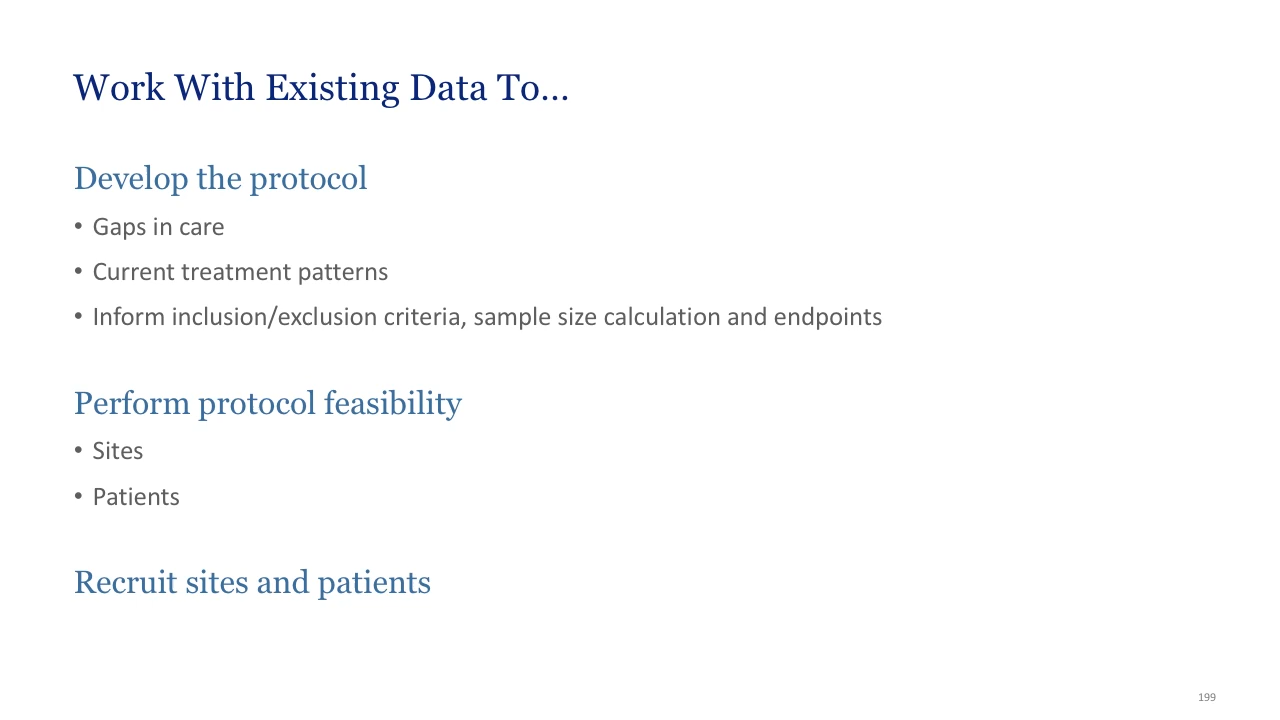 Work With Existing Data To…
Develop the protocol
• Gaps in care
• Current treatment patterns
• Inform inclusion/exclusion criteria, sample size calculation and endpoints
Perform protocol feasibility
• Sites
• Patients
Recruit sites and patients
199